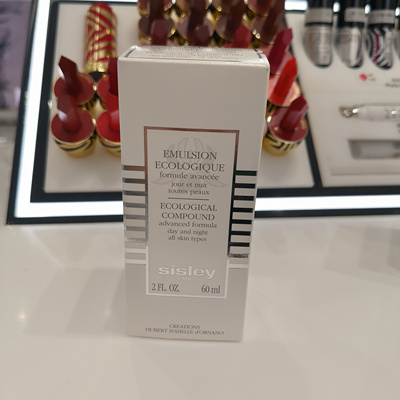 EMULSION
ECOLOGIQUE
formule avancée
jour et nuit
toutes peaux
ECOLOGICAL
COMPOUND
advanced formula
day and night
all skin types
sisley
2 FL. OZ. 60 ml
CREATIONS
HUBERT ISABELLE d'ORNANO